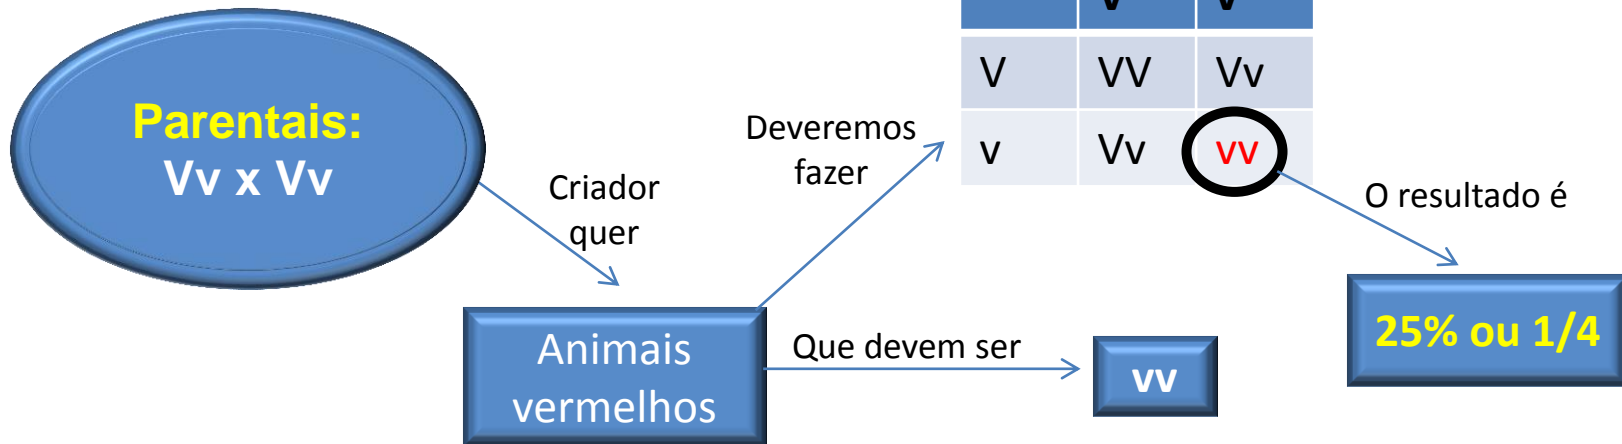 Parentais:
Vv x Vv
Criador
quer
Animais
vermelhos
Deveremos
fazer
V VV Vv
v Vv vv
Que devem ser
vv
O resultado é
25% ou 1/4